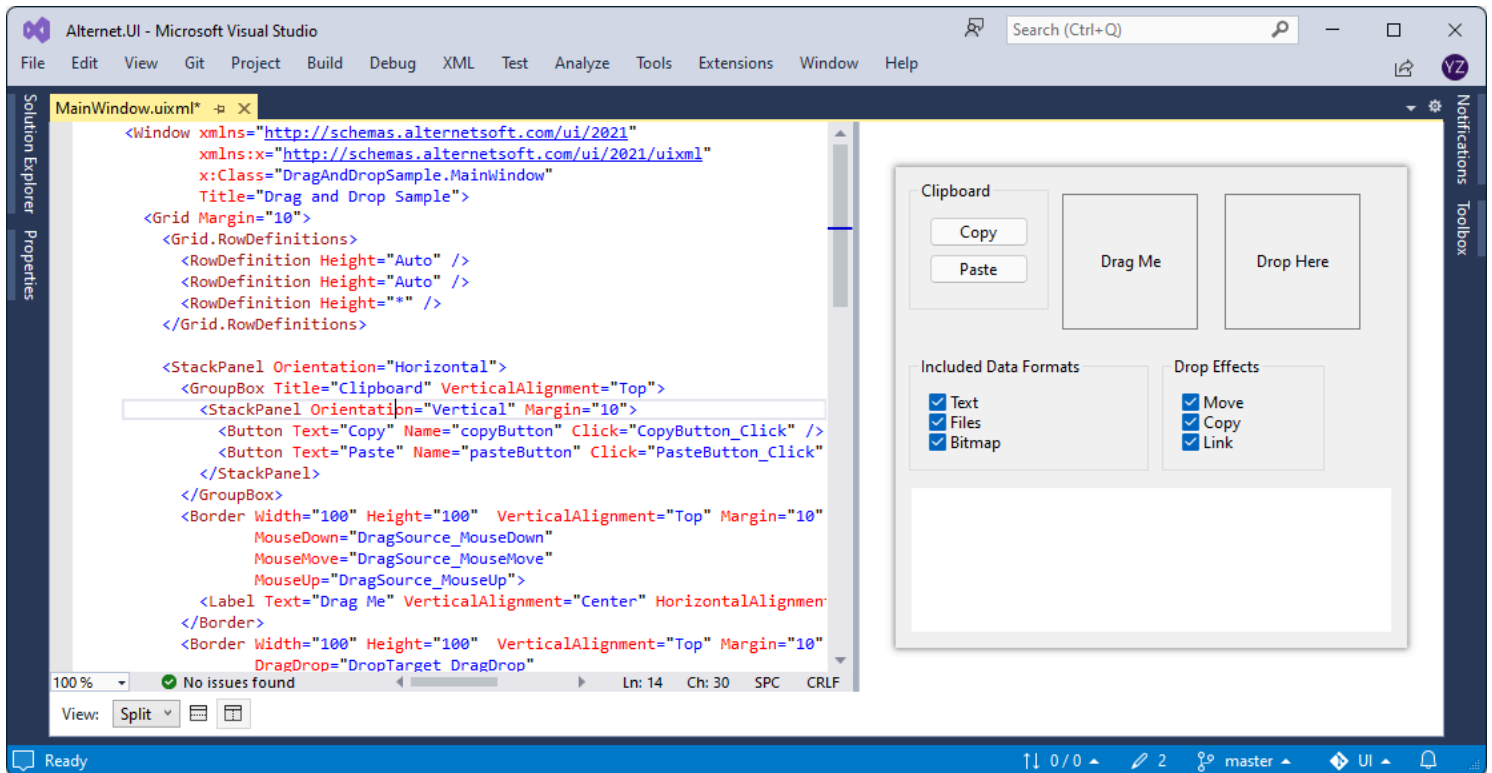 Alternet.UI - Microsoft Visual Studio
Search (Ctrl+Q)
File Edit View Git Project Build Debug XML Test Analyze Tools Extensions Window Help
YZ
Solution Explorer
Properties
MainWindow.uixml*
Notifications
Toolbox
<Window xmlns="http://schemas.alternetsoft.com/ui/2021"
xmlns:x="http://schemas.alternetsoft.com/ui/2021/uixml"
x:Class="DragAndDropSample.MainWindow"
Title="Drag and Drop Sample">
<Grid Margin="10">
<Grid.RowDefinitions>
<RowDefinition Height="Auto" />
<RowDefinition Height="Auto" />
<RowDefinition Height="*" />
</Grid.RowDefinitions>
<StackPanel Orientation="Horizontal">
<GroupBox Title="Clipboard" VerticalAlignment="Top">
<StackPanel Orientation="Vertical" Margin="10">
<Button Text="Copy" Name="copyButton" Click="CopyButton_Click" />
<Button Text="Paste" Name="pasteButton" Click="PasteButton_Click"
</StackPanel>
</GroupBox>
<Border Width="100" Height="100"  VerticalAlignment="Top" Margin="10"
MouseDown="DragSource_MouseDown"
MouseMove="DragSource_MouseMove"
MouseUp="DragSource_MouseUp">
<Label Text="Drag Me" VerticalAlignment="Center" HorizontalAlignmen
</Border>
<Border Width="100" Height="100"  VerticalAlignment="Top" Margin="10"
DragDrop="DropTarget_DragDrop"
Clipboard
Copy
Paste
Drag Me
Drop Here
Included Data Formats
Text
Files
Bitmap
Drop Effects
Move
Copy
Link
100 % No issues found Ln: 14 Ch: 30 SPC CRLF
View: Split
Ready 0 / 0 2 master UI